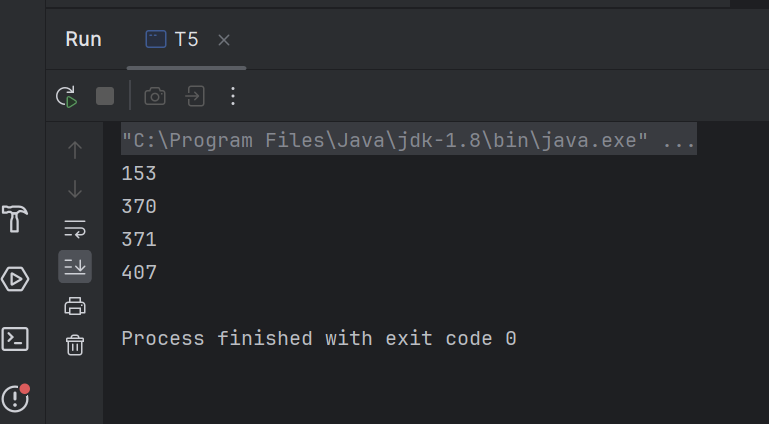 Run T5
"C:\Program Files\Java\jdk-1.8\bin\java.exe" ...
153
370
371
407
Process finished with exit code 0